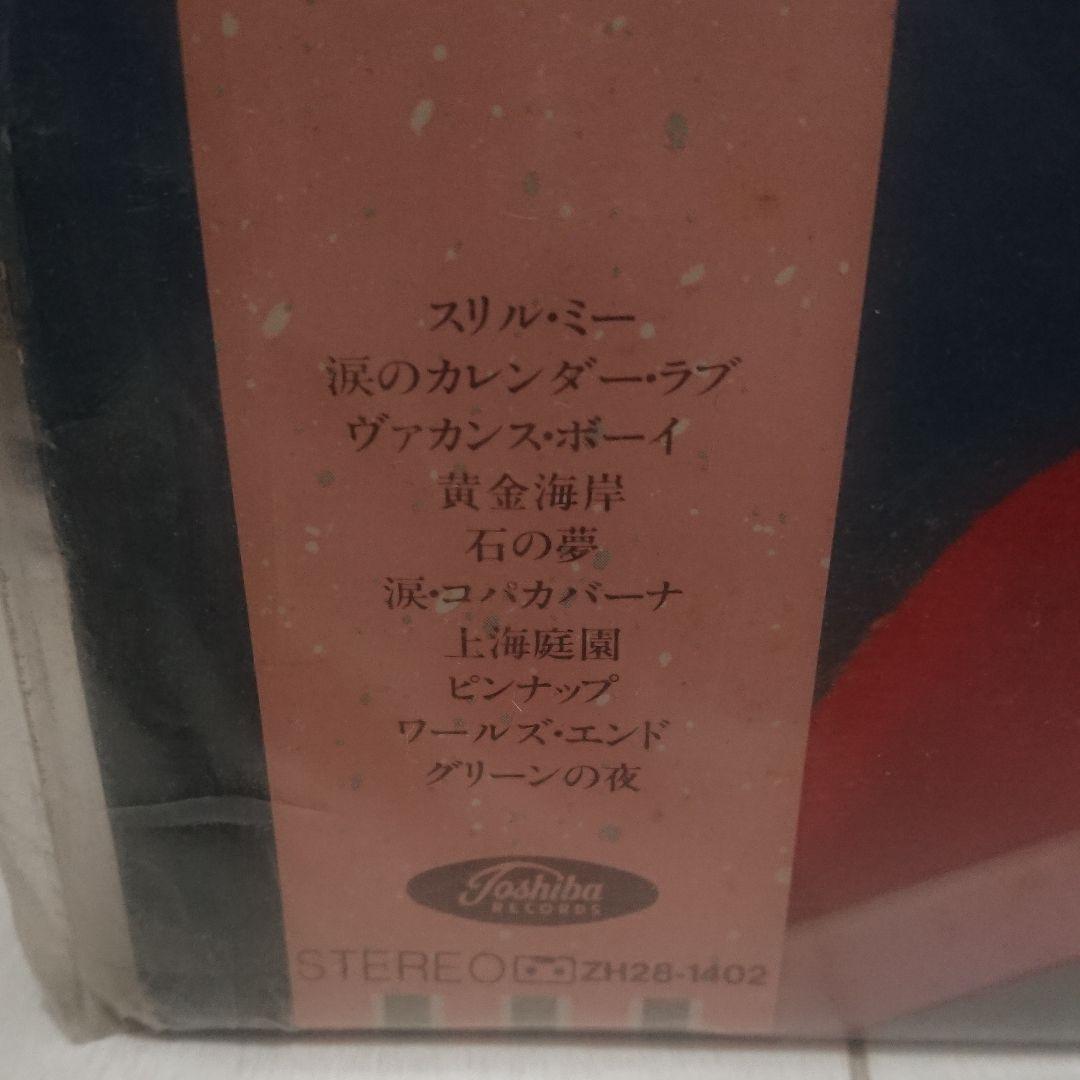 スリル・ミー
涙のカレンダー・ラブ
ヴァカンス・ボーイ
黄金海岸
石の夢
涙・コパカバーナ
上海庭園
ピンナップ
ワールズ・エンド
グリーンの夜
Toshiba
RECORDS
STEREO ZH28-1402